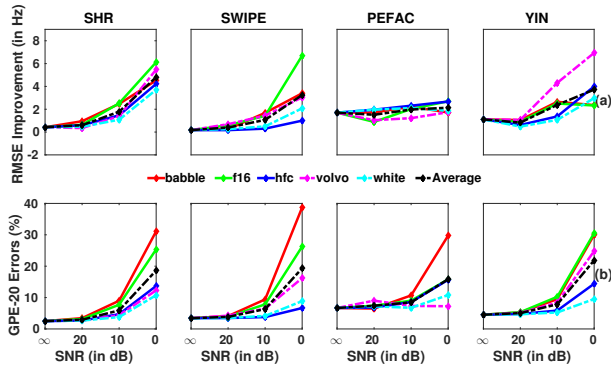 SHR SWIPE PEFAC YIN
RMSE Improvement (in Hz)
8
6
4
2
0
-2
(a)
babble f16 hfc volvo white Average
GPE-20 Errors (%)
40
30
20
10
0
(b)
∞ 20 10 0 ∞ 20 10 0 ∞ 20 10 0 ∞ 20 10 0
SNR (in dB) SNR (in dB) SNR (in dB) SNR (in dB)